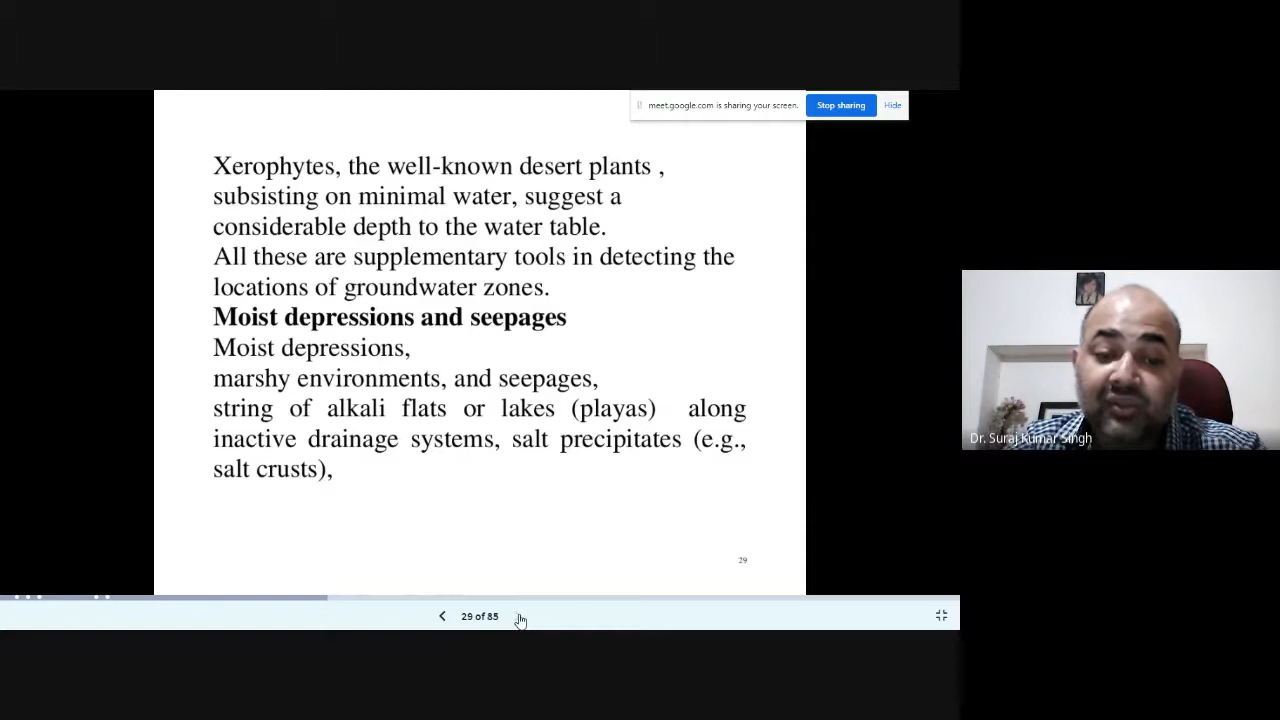 meet.google.com is sharing your screen.
Stop sharing
Hide
Xerophytes, the well-known desert plants ,
subsisting on minimal water, suggest a
considerable depth to the water table.
All these are supplementary tools in detecting the
locations of groundwater zones.
Moist depressions and seepages
Moist depressions,
marshy environments, and seepages,
string of alkali flats or lakes (playas) along
inactive drainage systems, salt precipitates (e.g.,
salt crusts),
29
29 of 85
Dr. Suraj Kumar Singh